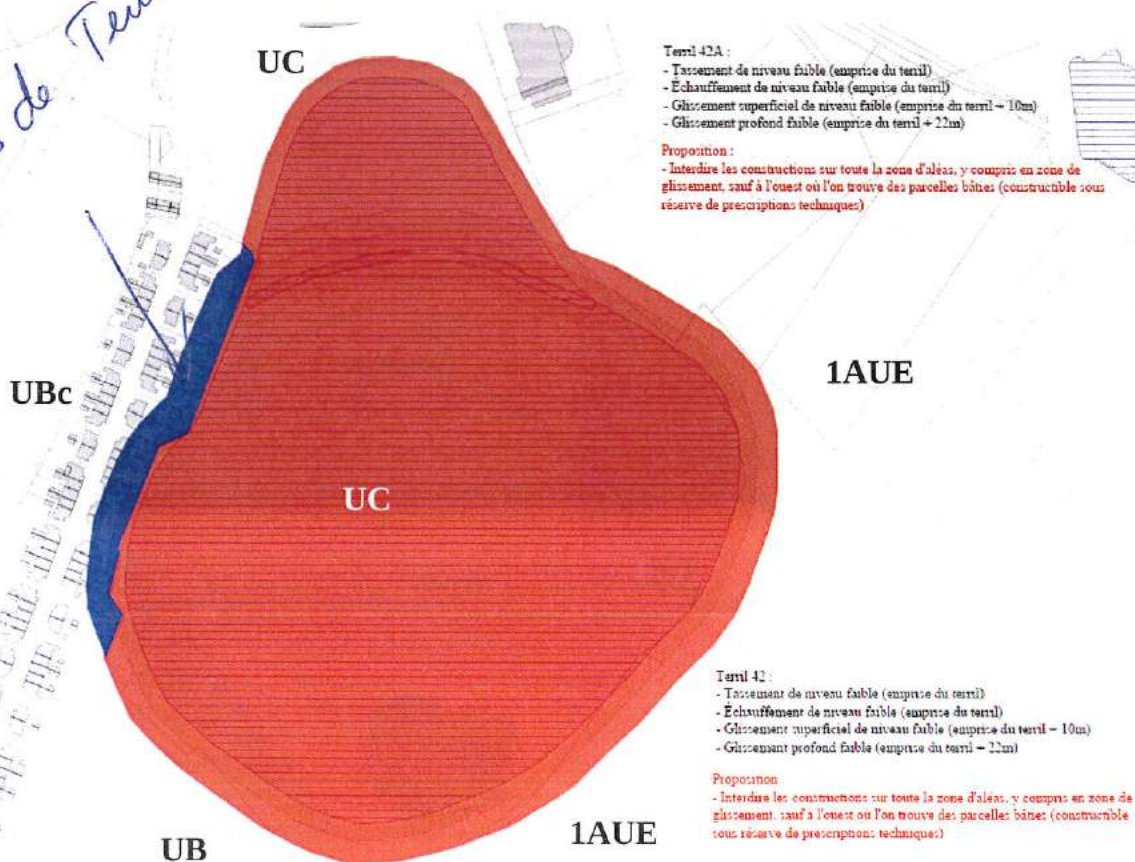 de
UC
Terril 42A :
- Tassement de niveau faible (emprise du terril)
- Échauffement de niveau faible (emprise du terril)
- Glissement superficiel de niveau faible (emprise du terril + 10m)
- Glissement profond faible (emprise du terril + 22m)
Proposition :
- Interdire les constructions sur toute la zone d'aléas, y compris en zone de
glissement, sauf à l'ouest où l'on trouve des parcelles bâties (constructible sous
réserve de prescriptions techniques)
UBc
1AUE
UC
Terril 42 :
- Tassement de niveau faible (emprise du terril)
- Échauffement de niveau faible (emprise du terril)
- Glissement superficiel de niveau faible (emprise du terril + 10m)
- Glissement profond faible (emprise du terril + 22m)
Proposition
- Interdire les constructions sur toute la zone d'aléas, y compris en zone de
glissement, sauf à l'ouest où l'on trouve des parcelles bâties (constructible
sous réserve de prescriptions techniques)
1AUE
UB